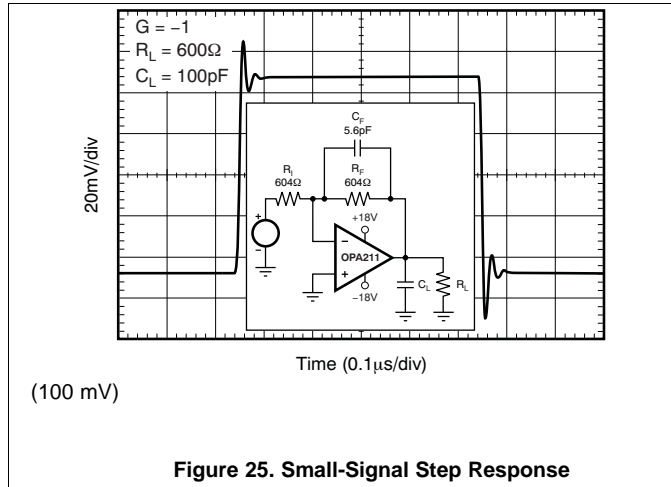 G = −1
R_L = 600Ω
C_L = 100pF
20mV/div
C_F
5.6pF
R_I
604Ω
R_F
604Ω
+18V
OPA211
−18V
C_L
R_L
Time (0.1µs/div)
(100 mV)
Figure 25. Small-Signal Step Response